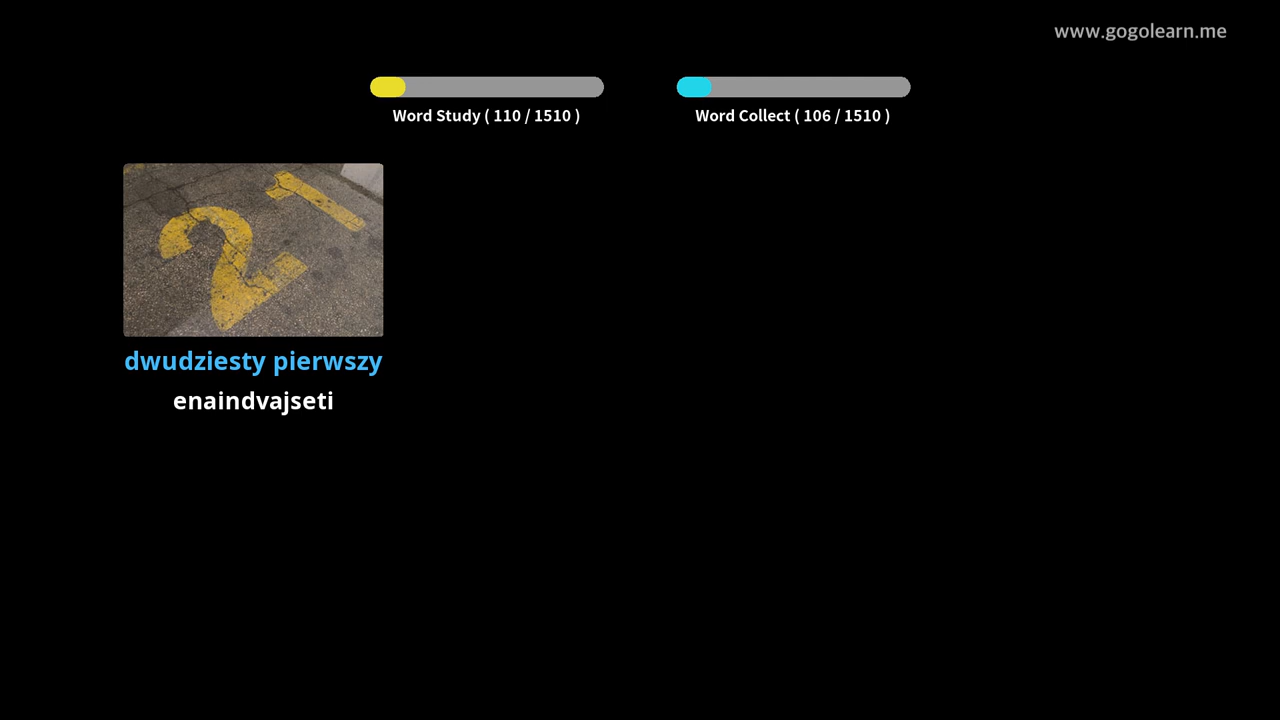 www.gogolearn.me
Word Study ( 110 / 1510 )
Word Collect ( 106 / 1510 )
21
dwudziesty pierwszy
enaindvajseti